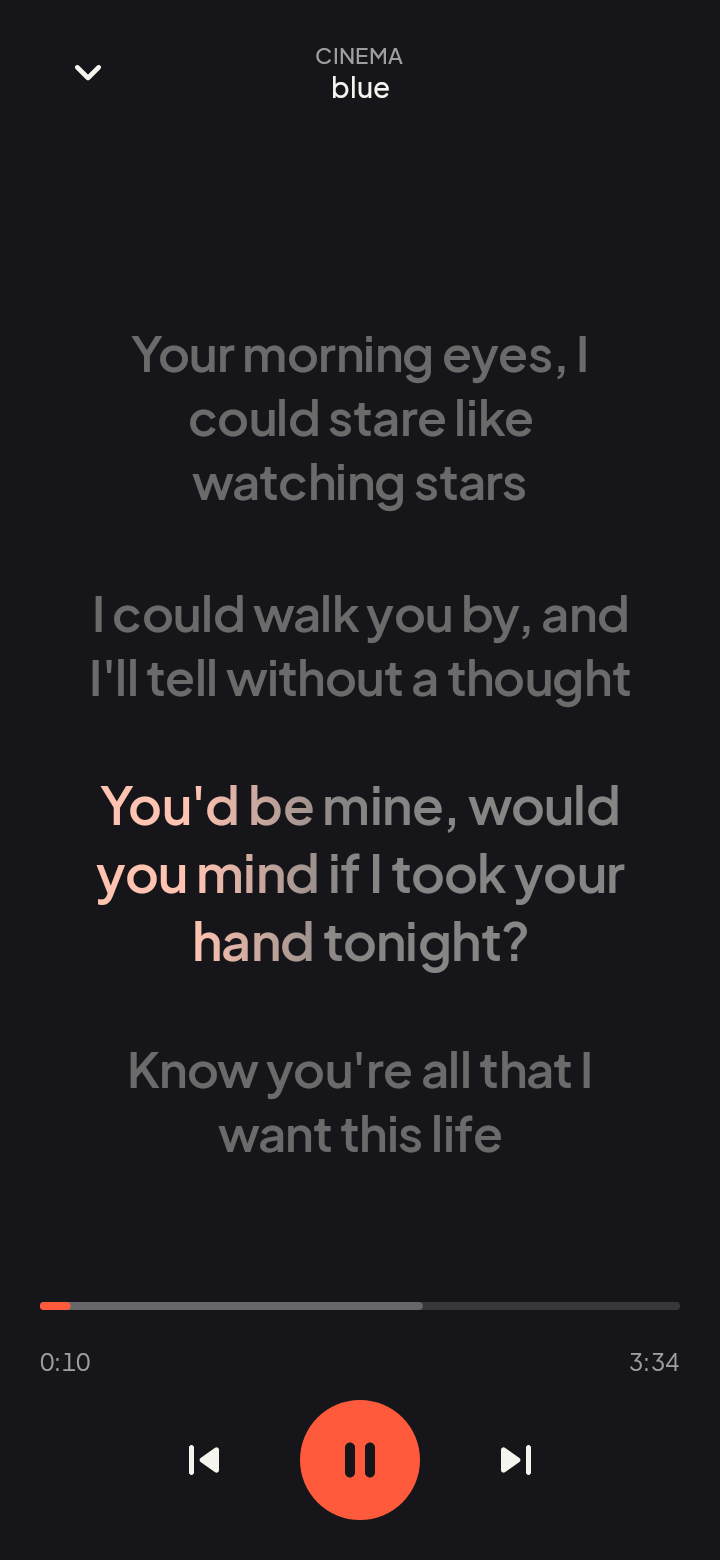 CINEMA
blue
Your morning eyes, I
could stare like
watching stars
I could walk you by, and
I'll tell without a thought
You'd be mine, would
you mind if I took your
hand tonight?
Know you're all that I
want this life
0:10
3:34